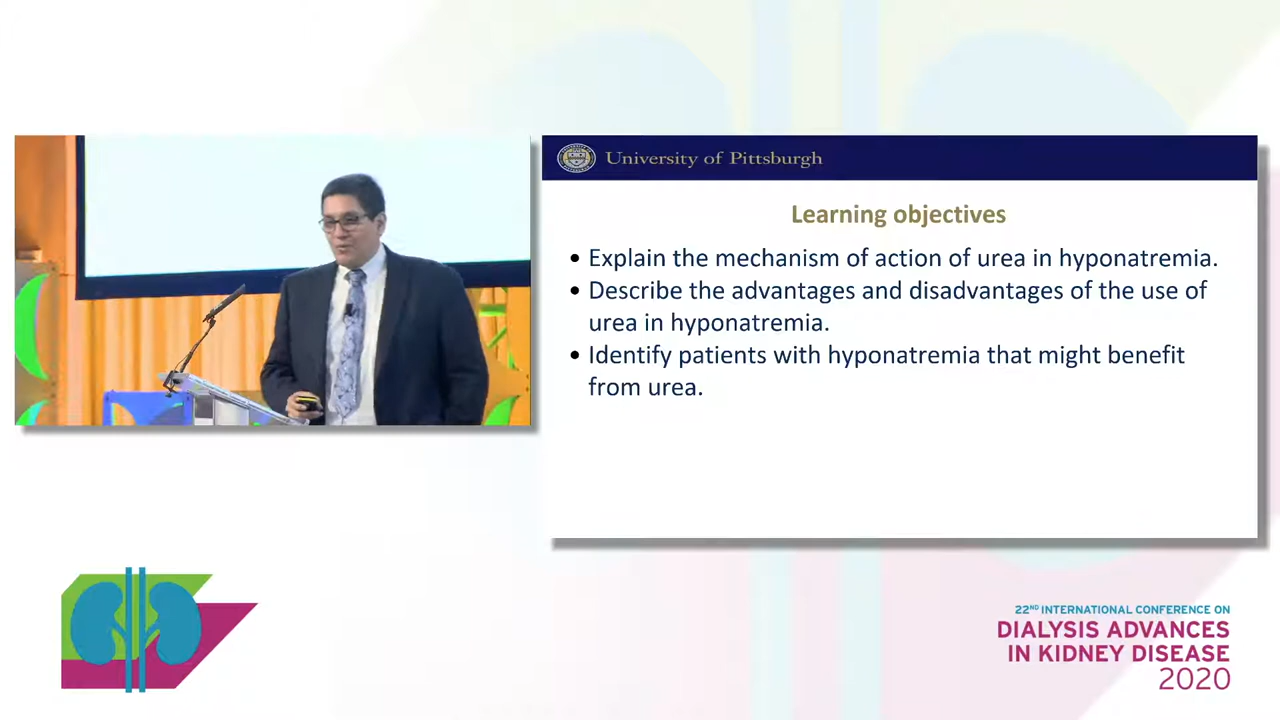 University of Pittsburgh
Learning objectives
• Explain the mechanism of action of urea in hyponatremia.
• Describe the advantages and disadvantages of the use of
urea in hyponatremia.
• Identify patients with hyponatremia that might benefit
from urea.
22ND INTERNATIONAL CONFERENCE ON
DIALYSIS ADVANCES
IN KIDNEY DISEASE
2020